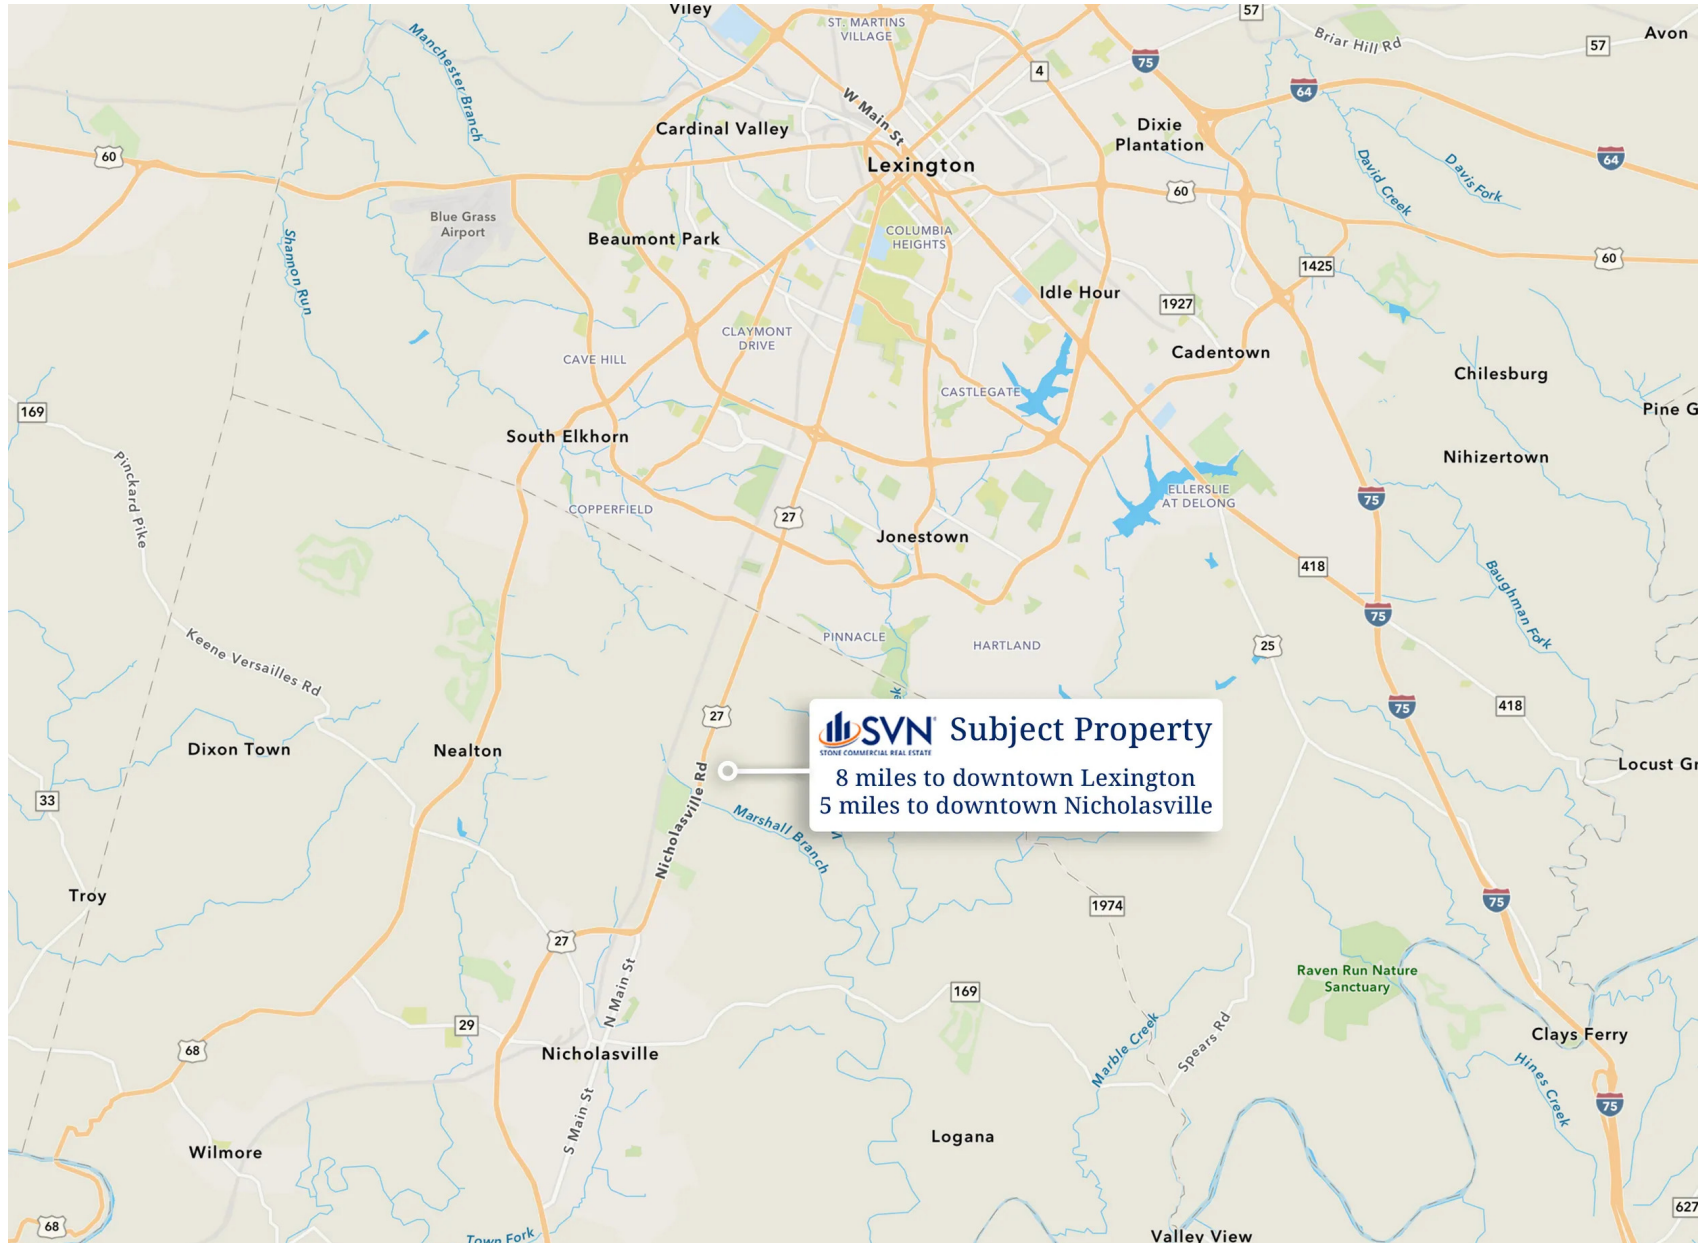 Viley
ST. MARTINS
VILLAGE
57
Briar Hill Rd
57
Avon
Manchester Branch
4
75
64
W Main St
Cardinal Valley
Dixie
Plantation
60
Lexington
64
David Creek
Davis Fork
60
Blue Grass
Airport
Beaumont Park
COLUMBIA
HEIGHTS
Shannon Run
60
1425
Idle Hour
1927
CLAYMONT
DRIVE
CAVE HILL
Cadentown
Chilesburg
CASTLEGATE
169
Pine G
South Elkhorn
Nihizertown
Pinckard Pike
ELLERSLIE
AT DELONG
75
COPPERFIELD
27
Jonestown
418
Baughman Fork
75
PINNACLE
HARTLAND
25
Keene Versailles Rd
ek
27
75
418
SVN
STONE COMMERCIAL REAL ESTATE
Subject Property
8 miles to downtown Lexington
5 miles to downtown Nicholasville
Dixon Town
Nealton
Locust Gr
33
Nicholasville Rd
Marshall Branch
Troy
75
1974
27
Raven Run Nature
Sanctuary
N Main St
169
29
Clays Ferry
68
Nicholasville
Marble Creek
Spears Rd
Hines Creek
75
S Main St
Logana
Wilmore
627
68
Town Fork
Valley View